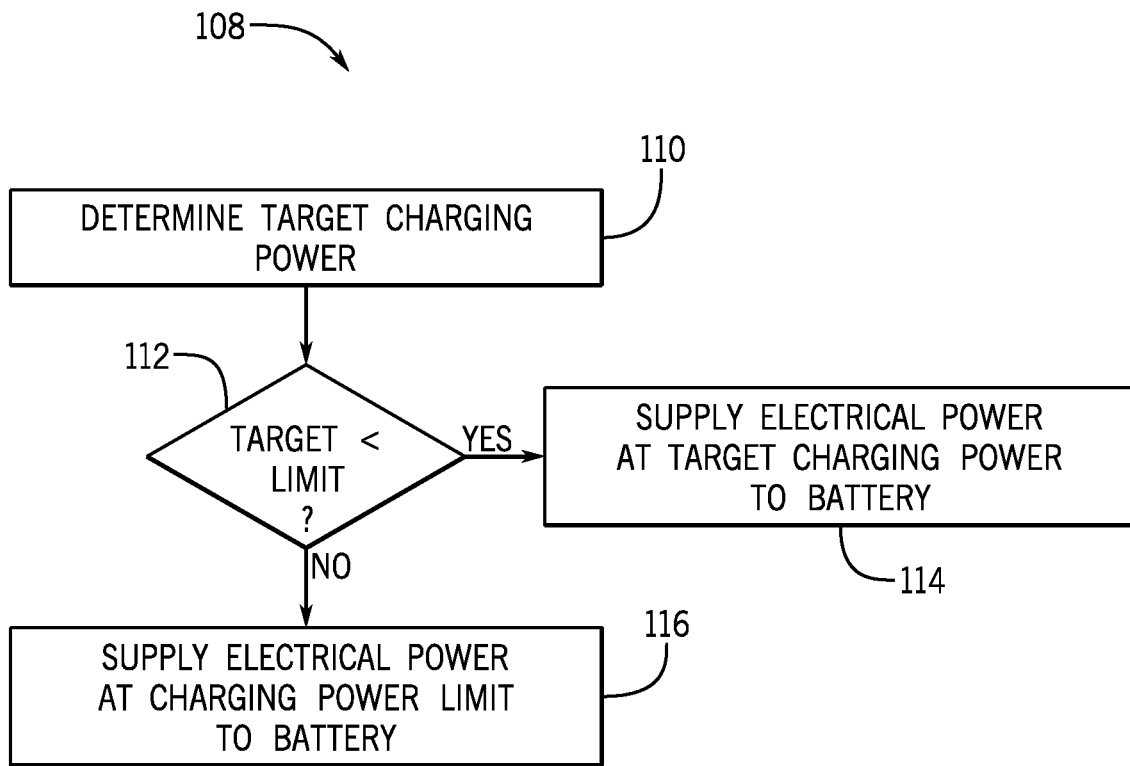 108
110
DETERMINE TARGET CHARGING
POWER
112
TARGET <
LIMIT
?
YES
SUPPLY ELECTRICAL POWER
AT TARGET CHARGING POWER
TO BATTERY
114
NO
116
SUPPLY ELECTRICAL POWER
AT CHARGING POWER LIMIT
TO BATTERY